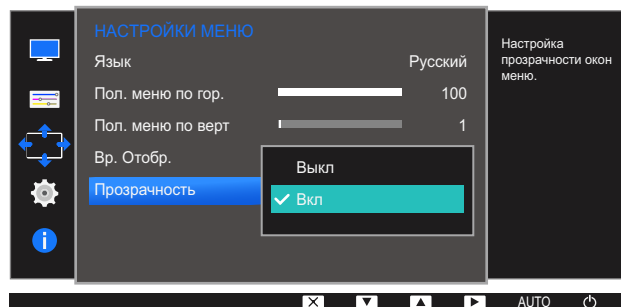 НАСТРОЙКИ МЕНЮ
Язык Русский
Пол. меню по гор. 100
Пол. меню по верт 1
Вр. Отобр.
Прозрачность
Выкл
Вкл
Настройка
прозрачности окон
меню.
AUTO